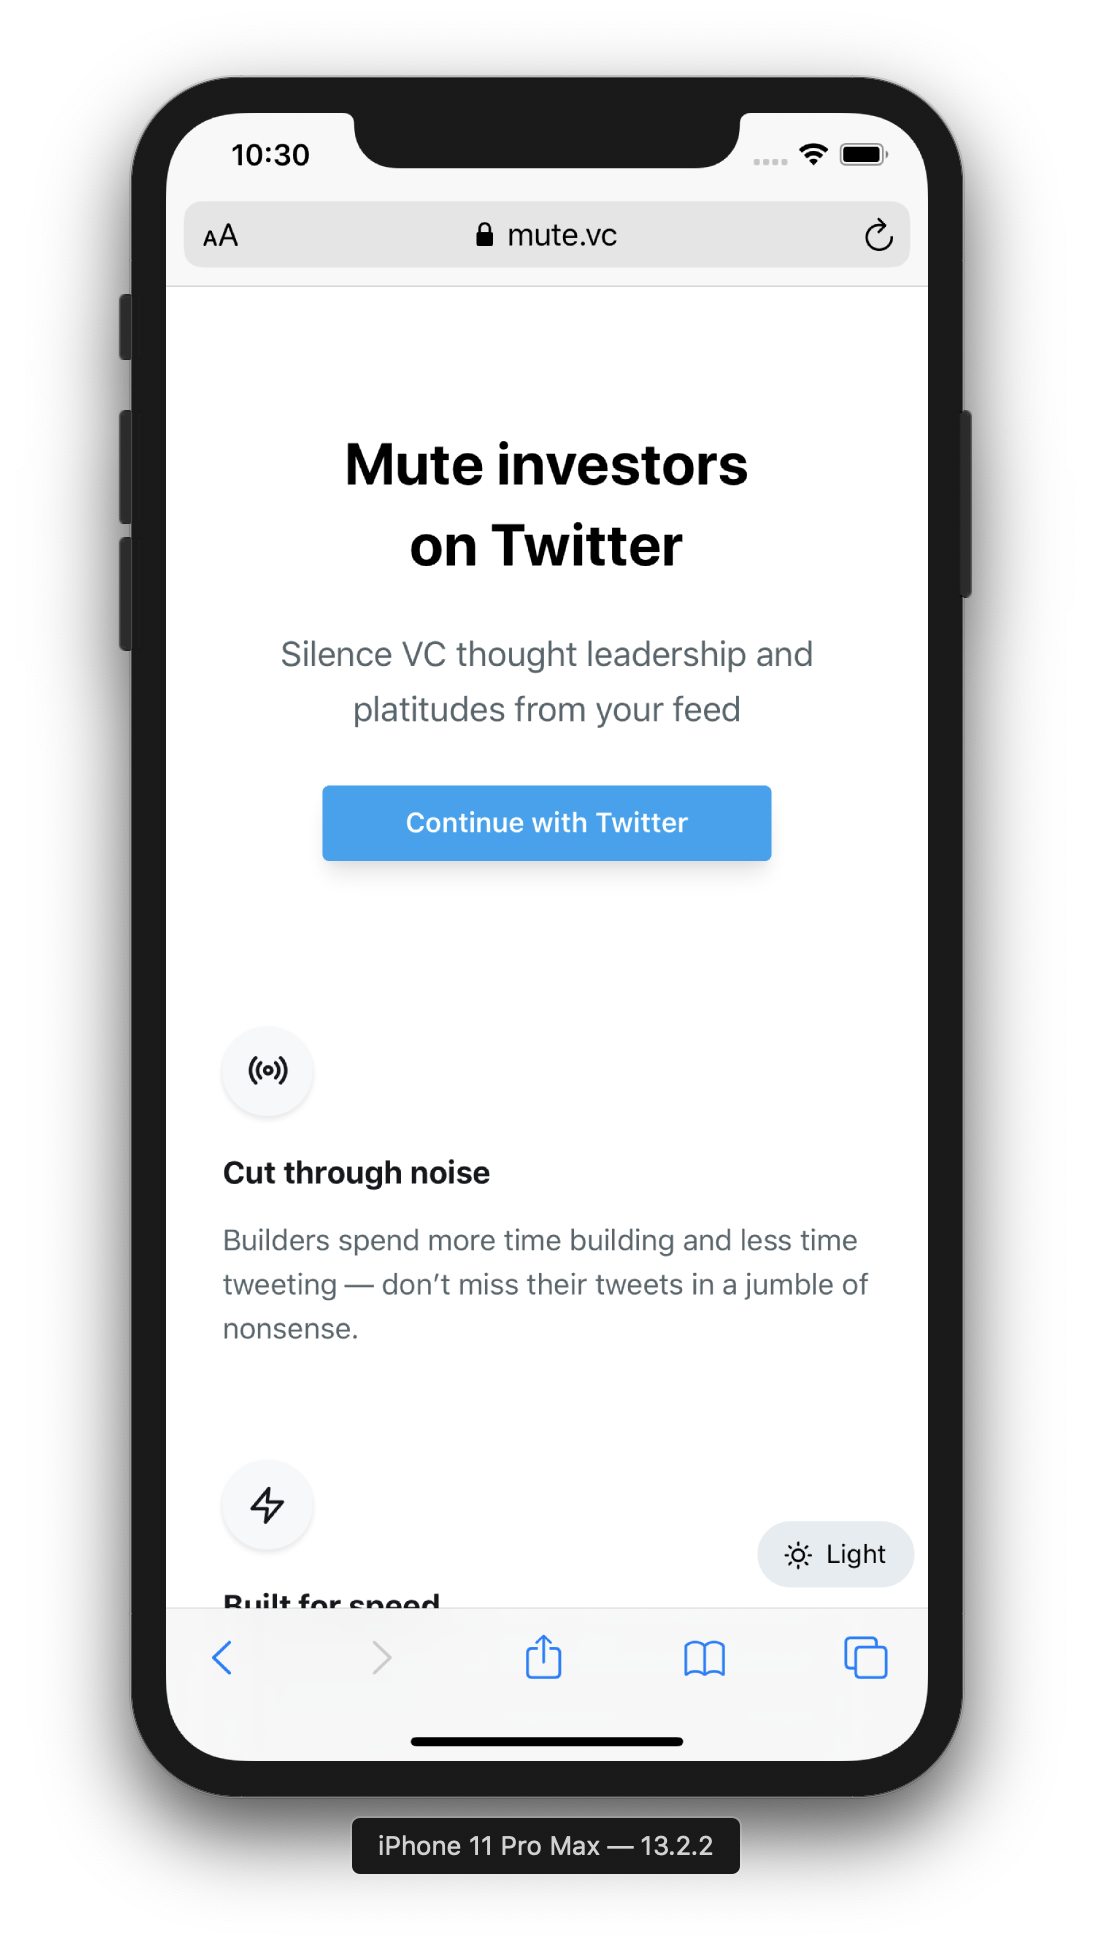 10:30
AA mute.vc
Mute investors
on Twitter
Silence VC thought leadership and
platitudes from your feed
Continue with Twitter
Cut through noise
Builders spend more time building and less time
tweeting — don’t miss their tweets in a jumble of
nonsense.
Light
Built for speed
iPhone 11 Pro Max — 13.2.2